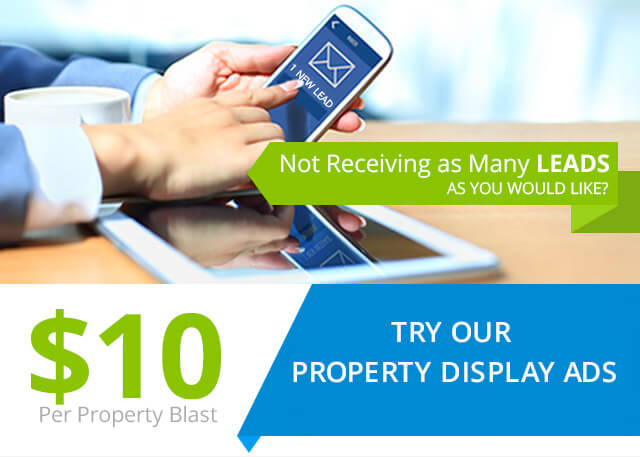 1 NEW LEAD
Not Receiving as Many LEADS
AS YOU WOULD LIKE?
$10
Per Property Blast
TRY OUR
PROPERTY DISPLAY ADS